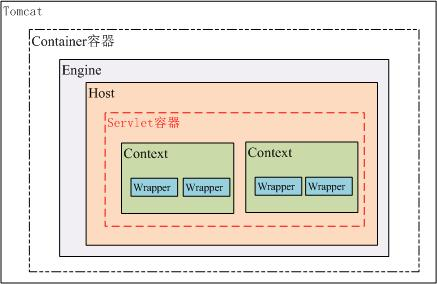 Tomcat
Container容器
Engine
Host
Servlet容器
Context
Context
Wrapper
Wrapper
Wrapper
Wrapper